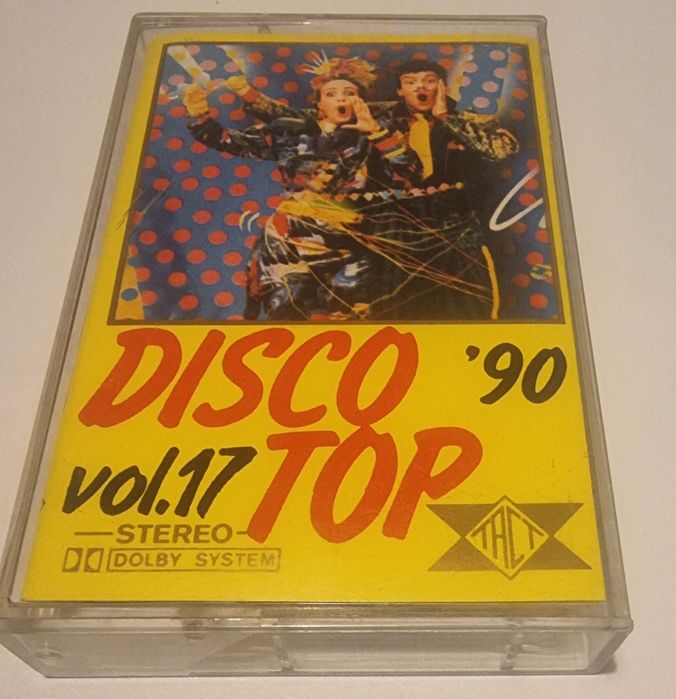 DISCO '90
vol.17 TOP
STEREO
DOLBY SYSTEM
TACT